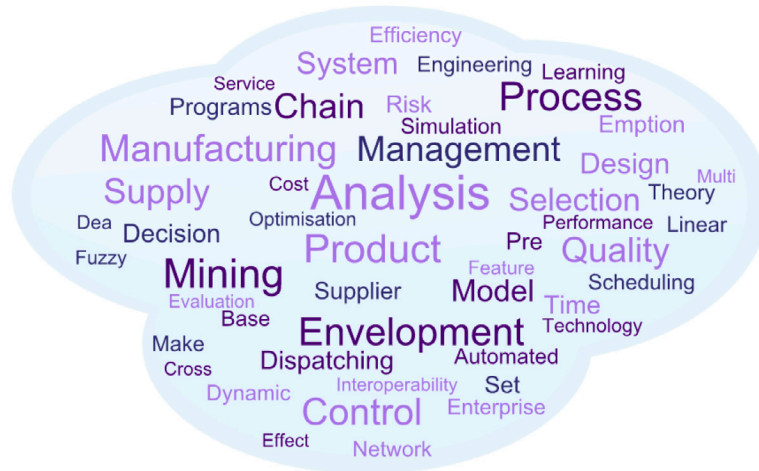 Efficiency
System Engineering Learning
Service
Programs Chain Risk Process
Simulation Emption
Manufacturing Management Design Multi
Supply Cost Analysis Selection Theory
Dea Decision Optimisation Performance Linear
Fuzzy Product Pre Quality
Mining Supplier Feature Model Scheduling
Evaluation Time
Base Envelopment Technology
Make Dispatching Automated
Cross
Dynamic Interoperability Set
Control Enterprise
Effect Network